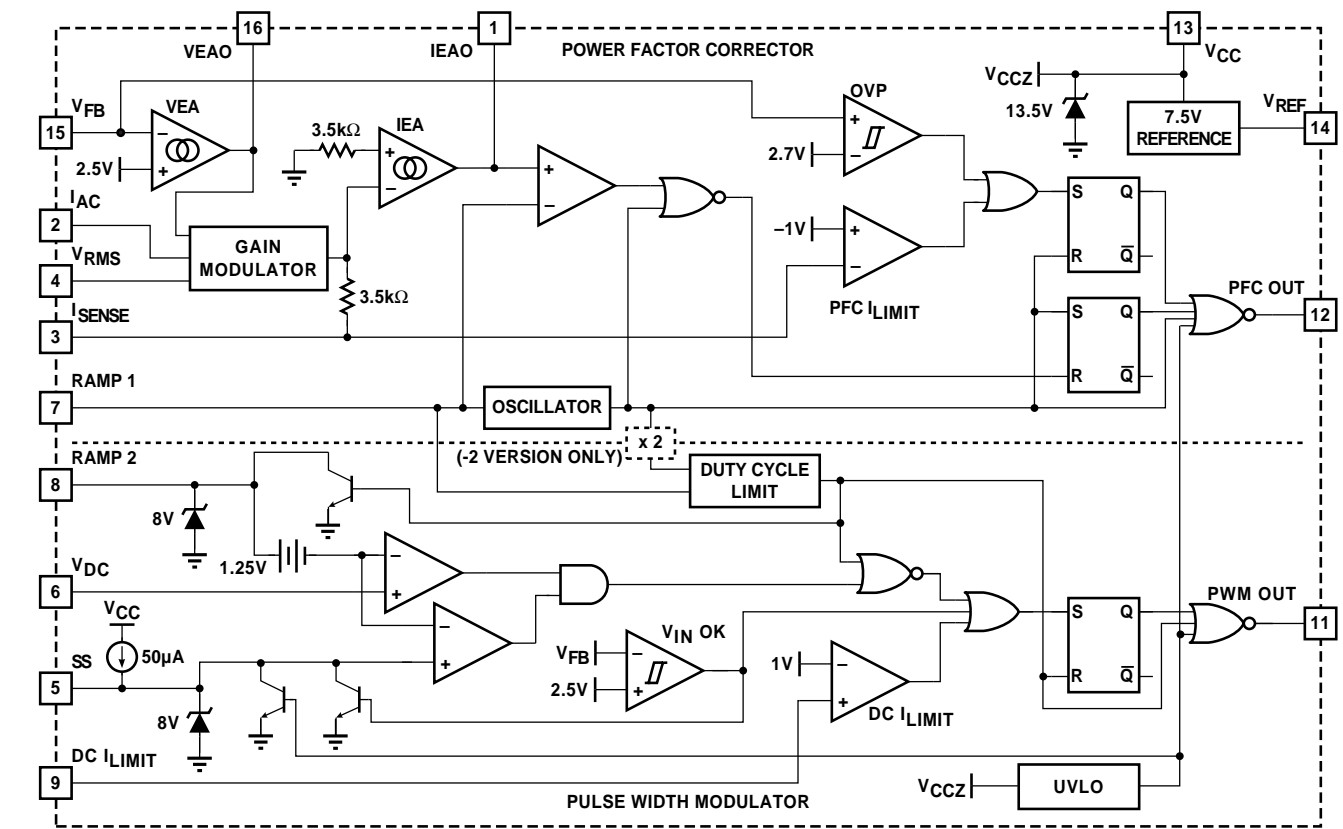 16
1
13
VEAO
IEAO
POWER FACTOR CORRECTOR
VCC
VCCZ
13.5V
7.5V
REFERENCE
VREF
14
VFB
15
VEA
−
+
2.5V
3.5kΩ
IEA
+
−
+
−
OVP
+
−
2.7V
IAC
2
VRMS
4
GAIN
MODULATOR
3.5kΩ
−1V
+
−
PFC ILIMIT
S Q
R Q̅
S Q
R Q̅
PFC OUT
12
ISENSE
3
RAMP 1
7
OSCILLATOR
x 2
(-2 VERSION ONLY)
DUTY CYCLE
LIMIT
RAMP 2
8
8V
1.25V
−
+
VDC
6
VCC
50µA
−
+
SS
5
8V
VIN OK
VFB
−
2.5V
+
1V
−
+
DC ILIMIT
S Q
R Q̅
PWM OUT
11
DC ILIMIT
9
VCCZ
UVLO
PULSE WIDTH MODULATOR